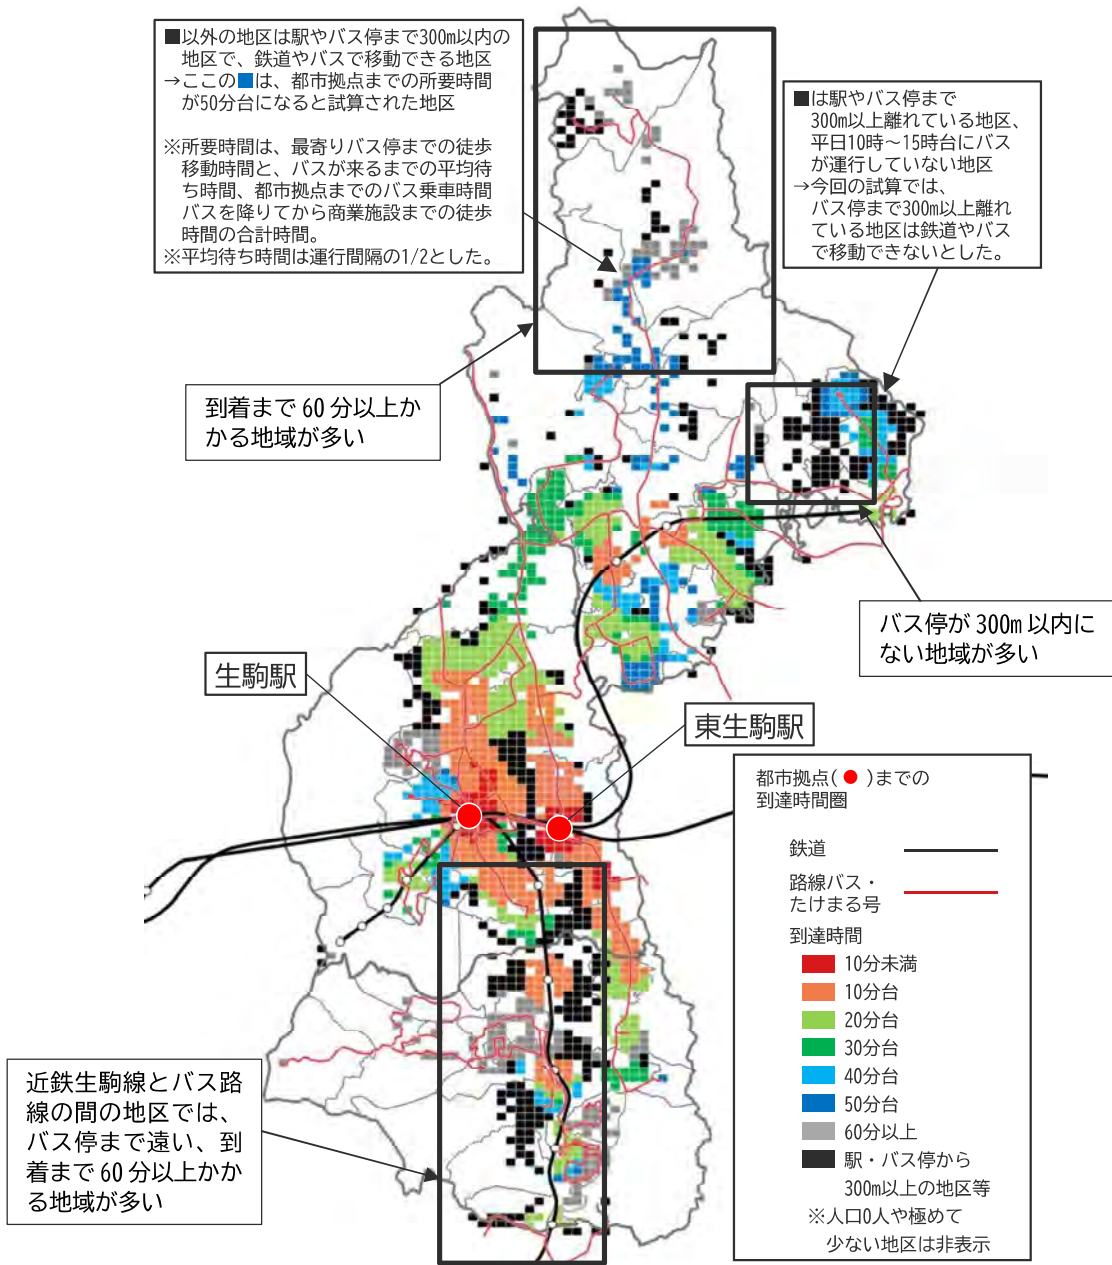 ■以外の地区は駅やバス停まで300m以内の
地区で、鉄道やバスで移動できる地区
→ここの■は、都市拠点までの所要時間
が50分台になると試算された地区
※所要時間は、最寄りバス停までの徒歩
移動時間と、バスが来るまでの平均待
ち時間、都市拠点までのバス乗車時間
バスを降りてから商業施設までの徒歩
時間の合計時間。
※平均待ち時間は運行間隔の1/2とした。
■は駅やバス停まで
300m以上離れている地区、
平日10時～15時台にバス
が運行していない地区
→今回の試算では、
バス停まで300m以上離れ
ている地区は鉄道やバス
で移動できないとした。
到着まで60分以上か
かる地域が多い
バス停が300m以内に
ない地域が多い
生駒駅
東生駒駅
近鉄生駒線とバス路
線の間の地区では、
バス停まで遠い、到
着まで60分以上かか
る地域が多い
都市拠点(●)までの
到達時間圏
鉄道
路線バス・
たけまる号
到達時間
10分未満
10分台
20分台
30分台
40分台
50分台
60分以上
駅・バス停から
300m以上の地区等
※人口0人や極めて
少ない地区は非表示